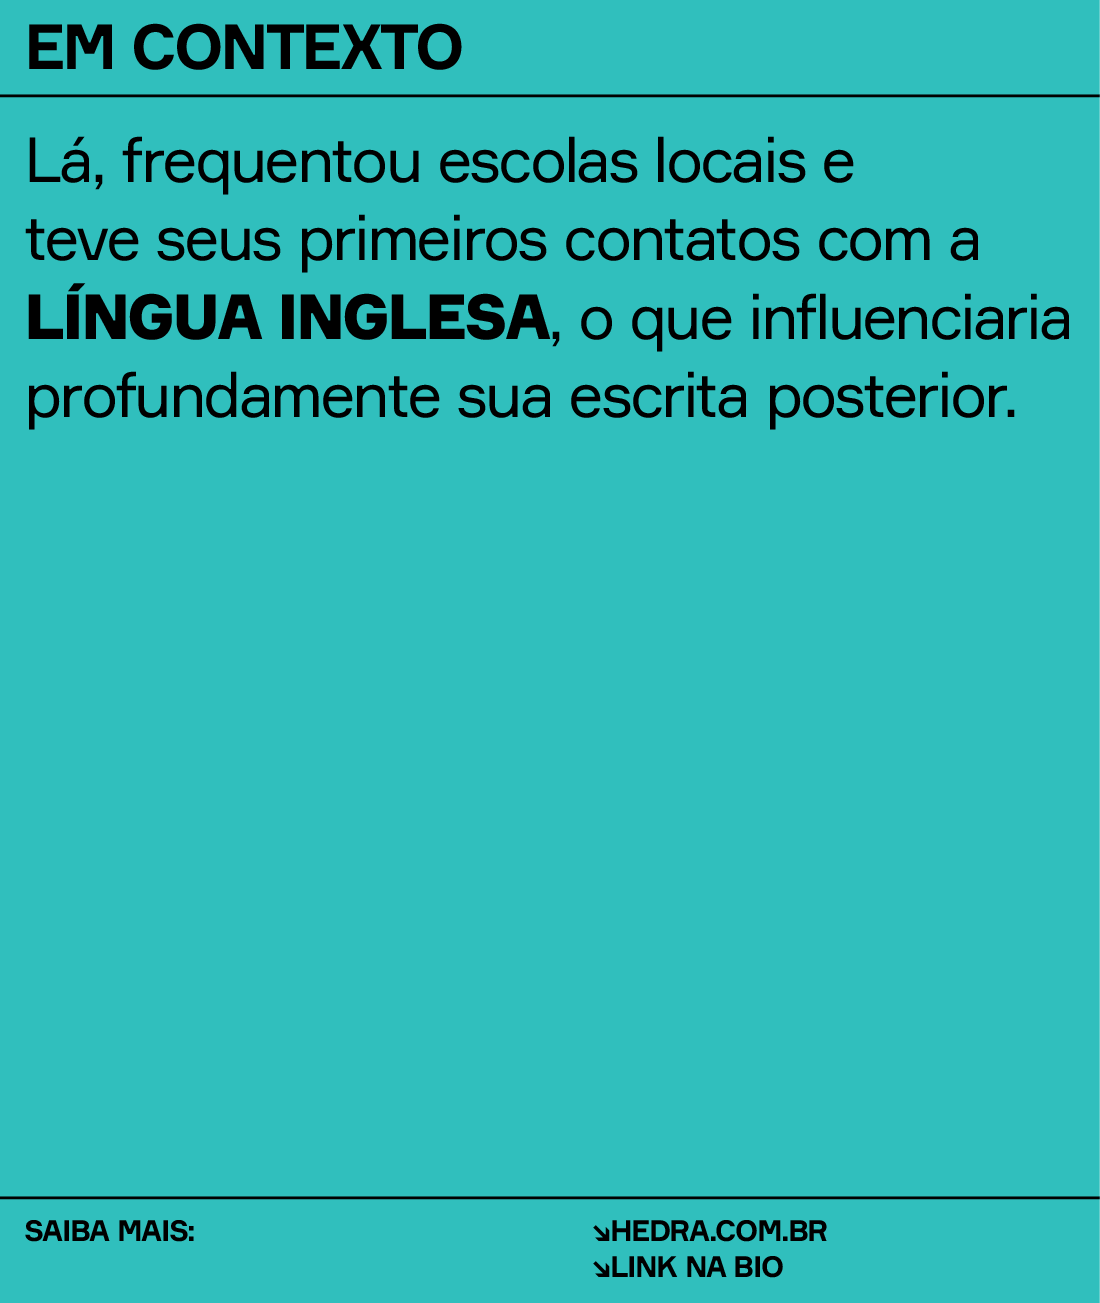 EM CONTEXTO
Lá, frequentou escolas locais e
teve seus primeiros contatos com a
LÍNGUA INGLESA, o que influenciaria
profundamente sua escrita posterior.
SAIBA MAIS:
↘HEDRA.COM.BR
↘LINK NA BIO